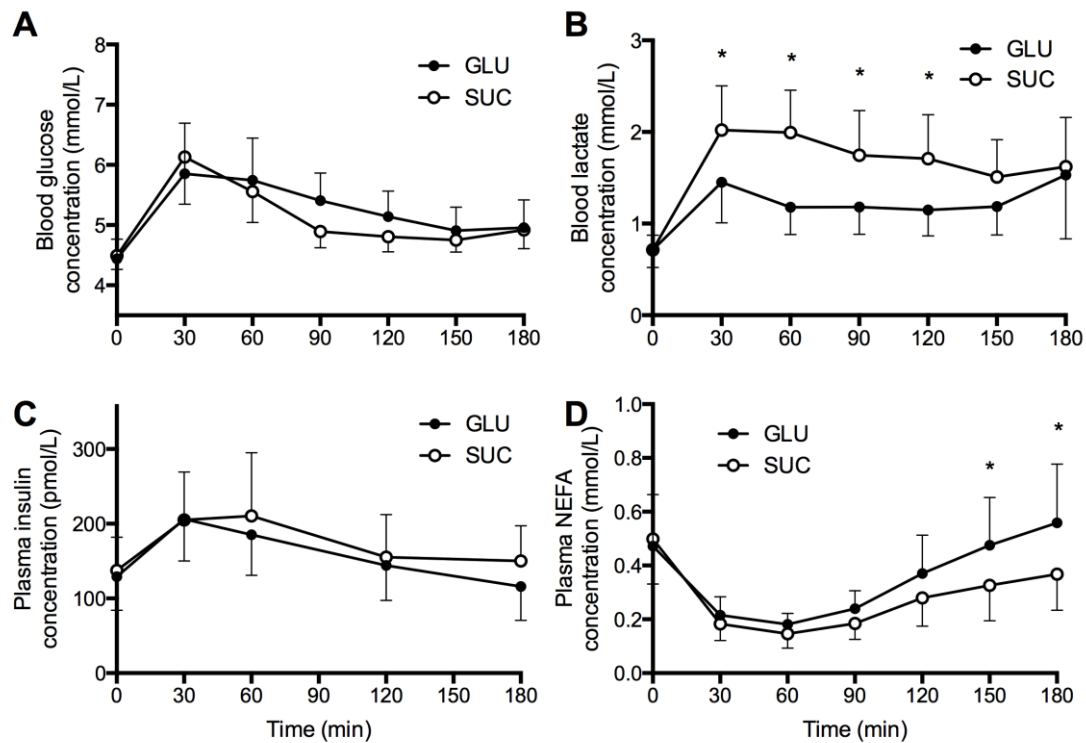 A
Blood glucose
concentration (mmol/L)
8
7
6
5
4
GLU
SUC
0 30 60 90 120 150 180
B
Blood lactate
concentration (mmol/L)
3
2
1
0
* * * *
GLU
SUC
0 30 60 90 120 150 180
C
Plasma insulin
concentration (pmol/L)
300
200
100
0
GLU
SUC
0 30 60 90 120 150 180
Time (min)
D
Plasma NEFA
concentration (mmol/L)
1.0
0.8
0.6
0.4
0.2
0.0
GLU
SUC
* *
0 30 60 90 120 150 180
Time (min)